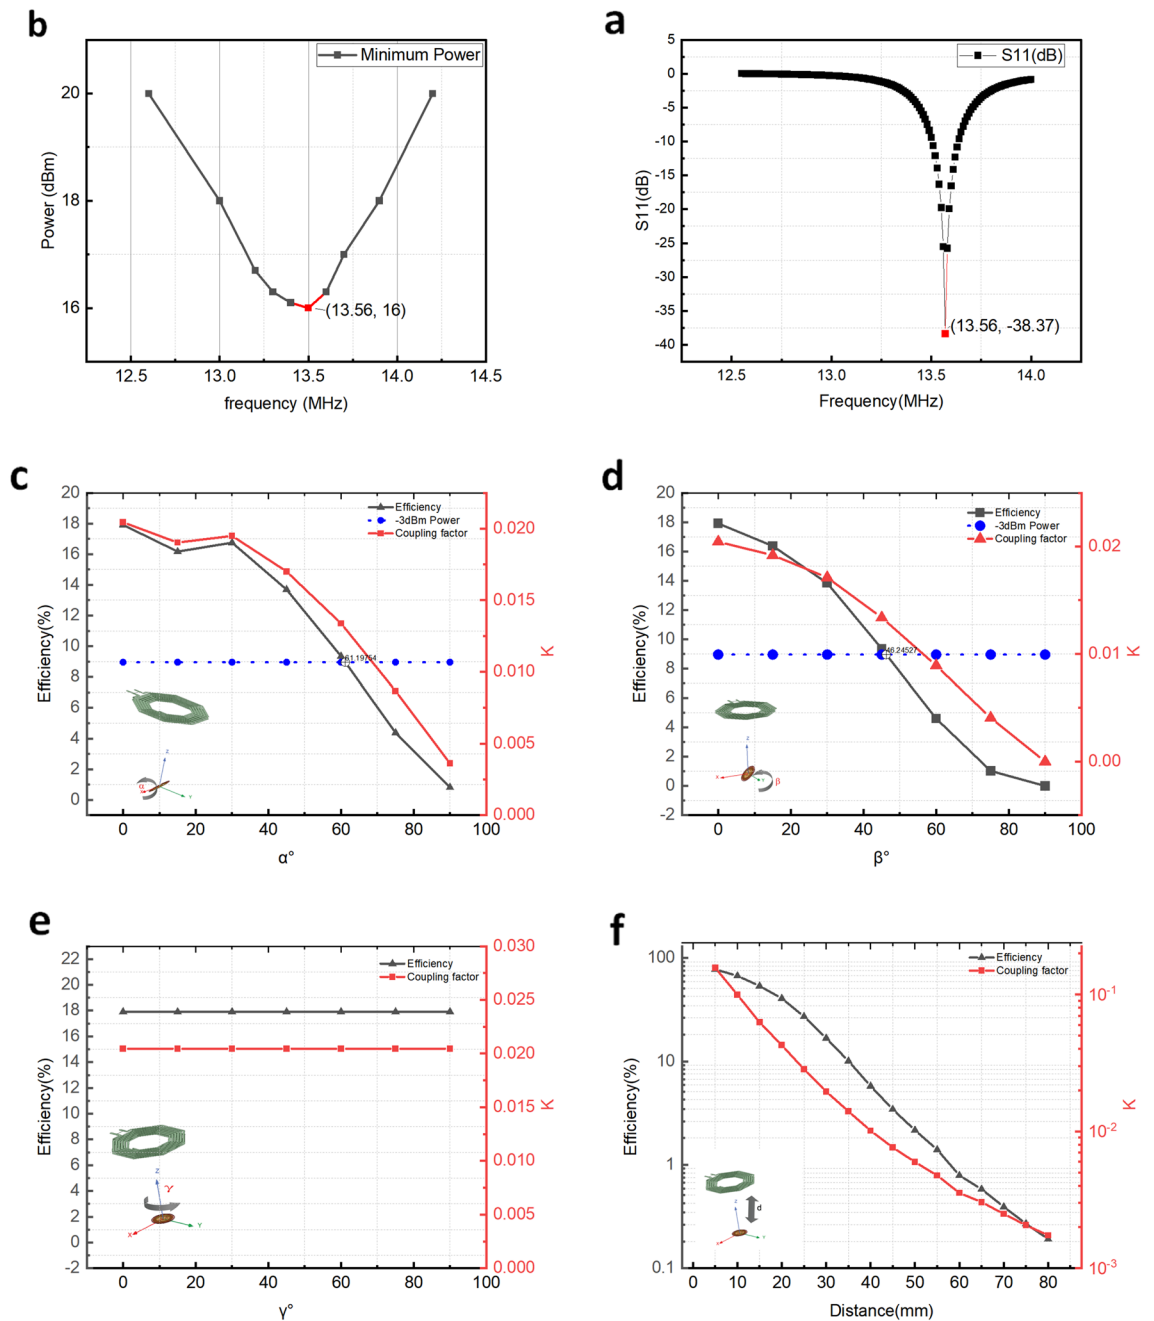 b
Minimum Power
20
18
16
Power (dBm)
(13.56, 16)
12.5 13.0 13.5 14.0 14.5
frequency (MHz)
a
S11(dB)
5
0
-5
-10
-15
-20
-25
-30
-35
-40
S11(dB)
(13.56, -38.37)
12.5 13.0 13.5 14.0
Frequency(MHz)
c
Efficiency
-3dBm Power
Coupling factor
20
18
16
14
12
10
8
6
4
2
0
Efficiency(%)
0.020
0.015
0.010
0.005
0.000
K
61.19754
Z
α
Y
0 20 40 60 80 100
α°
d
Efficiency
-3dBm Power
Coupling factor
20
18
16
14
12
10
8
6
4
2
0
-2
Efficiency(%)
0.02
0.01
0.00
K
46.24527
Z
X
Y
β
0 20 40 60 80 100
β°
e
Efficiency
Coupling factor
22
20
18
16
14
12
10
8
6
4
2
0
-2
Efficiency(%)
0.030
0.025
0.020
0.015
0.010
0.005
0.000
K
Z
γ
X
Y
0 20 40 60 80 100
γ°
f
Efficiency
Coupling factor
100
10
1
0.1
Efficiency(%)
10⁻¹
10⁻²
10⁻³
K
Z
d
X
Y
0 10 20 30 40 50 60 70 80
Distance(mm)